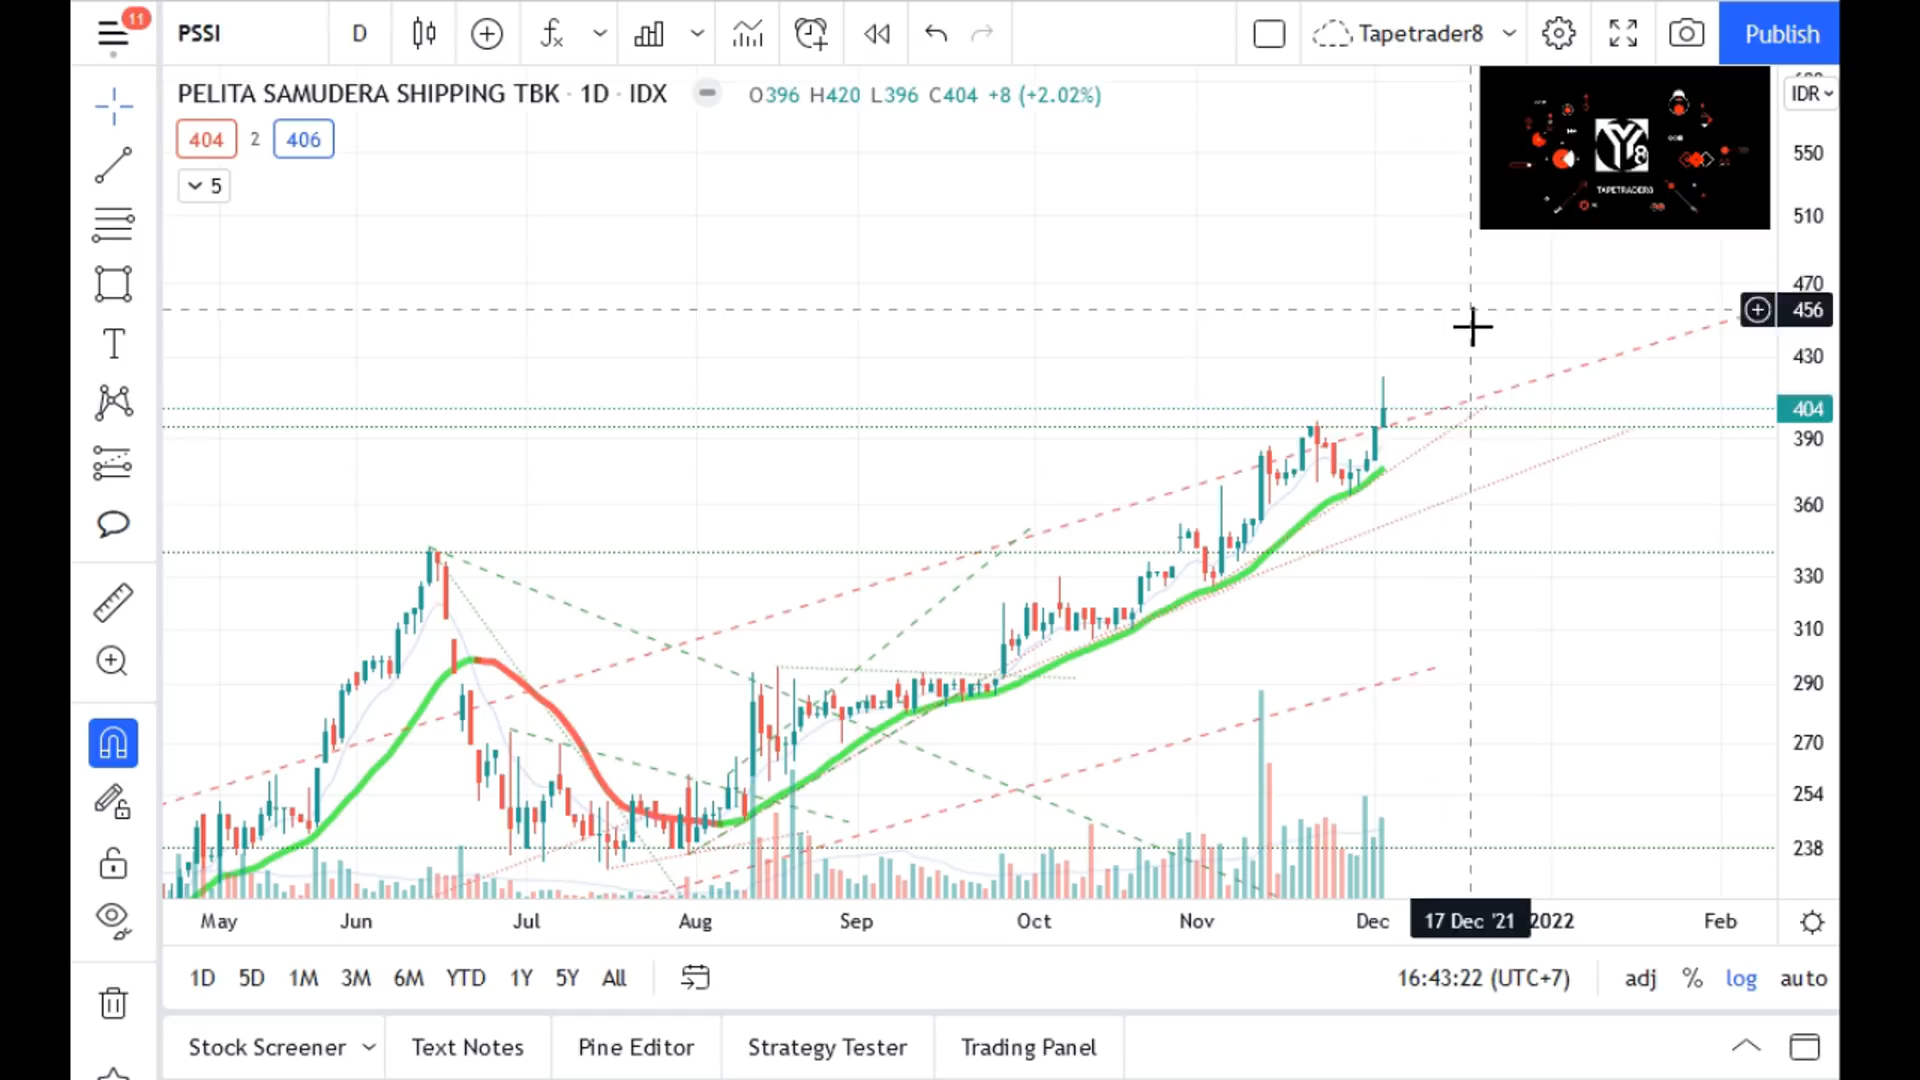 11
PSSI
D
Tapetrader8
Publish
PELITA SAMUDERA SHIPPING TBK · 1D · IDX
O396 H420 L396 C404 +8 (+2.02%)
IDR
404 2 406
5
Y8
TAPETRADER8
550
510
470
456
430
404
390
360
330
310
290
270
254
238
May Jun Jul Aug Sep Oct Nov Dec 17 Dec '21 2022 Feb
1D 5D 1M 3M 6M YTD 1Y 5Y All
16:43:22 (UTC+7) adj % log auto
Stock Screener Text Notes Pine Editor Strategy Tester Trading Panel